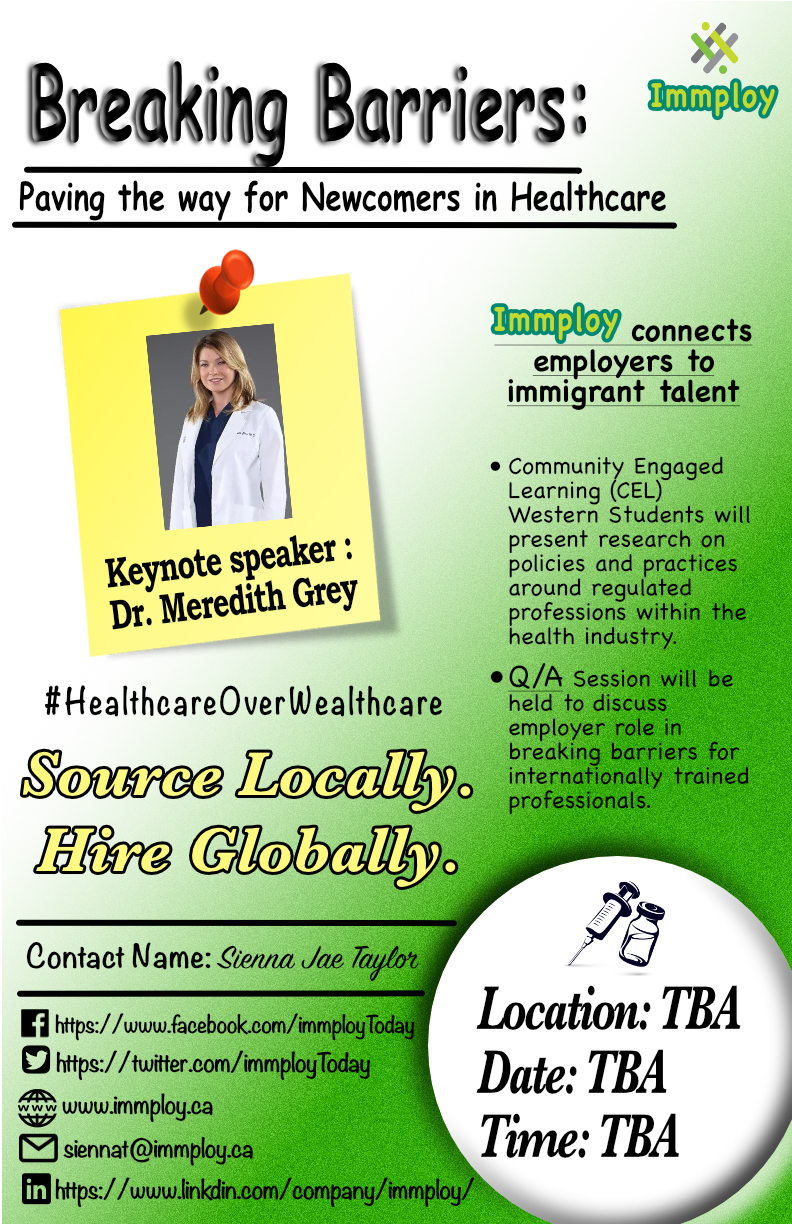 Immploy
Breaking Barriers:
Paving the way for Newcomers in Healthcare
Keynote speaker :
Dr. Meredith Grey
#HealthcareOverWealthcare
Source Locally.
Hire Globally.
Immploy connects
employers to
immigrant talent
• Community Engaged
Learning (CEL)
Western Students will
present research on
policies and practices
around regulated
professions within the
health industry.
• Q/A Session will be
held to discuss
employer role in
breaking barriers for
internationally trained
professionals.
Contact Name: Sienna Jae Taylor
https://www.facebook.com/immployToday
https://twitter.com/immployToday
www
www.immploy.ca
siennat@immploy.ca
in
https://www.linkdin.com/company/immploy/
Location: TBA
Date: TBA
Time: TBA